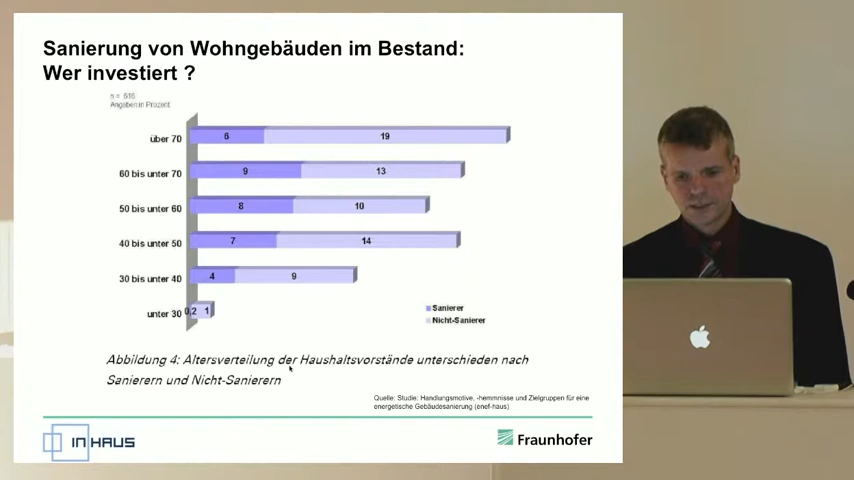 Sanierung von Wohngebäuden im Bestand:
Wer investiert ?
n = 616
Angaben in Prozent
über 70 6 19
60 bis unter 70 9 13
50 bis unter 60 8 10
40 bis unter 50 7 14
30 bis unter 40 4 9
unter 30 0,2 1
Sanierer
Nicht-Sanierer
Abbildung 4: Altersverteilung der Haushaltsvorstände unterschieden nach
Sanierern und Nicht-Sanierern
Quelle: Studie: Handlungsmotive, -hemmnisse und Zielgruppen für eine
energetische Gebäudesanierung (enef-haus)
INHAUS
Fraunhofer